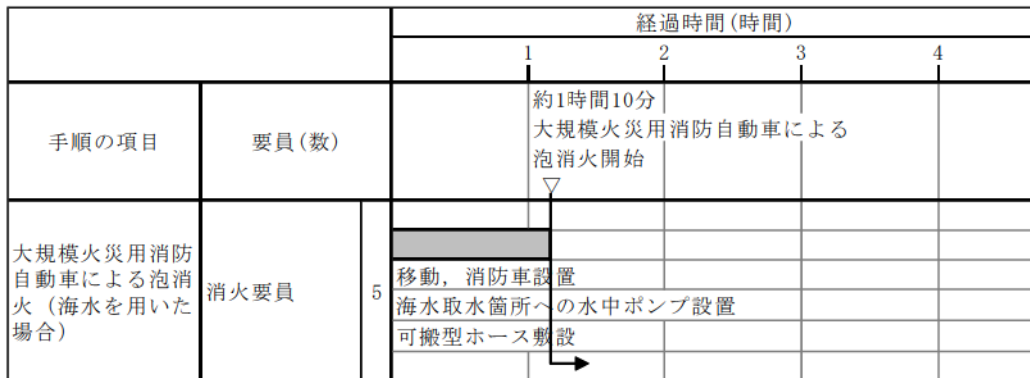 経過時間(時間)
1 2 3 4
手順の項目
要員(数)
約1時間10分
大規模火災用消防自動車による
泡消火開始
▽
大規模火災用消防
自動車による泡消
火(海水を用いた
場合)
消火要員
5
移動,消防車設置
海水取水箇所への水中ポンプ設置
可搬型ホース敷設